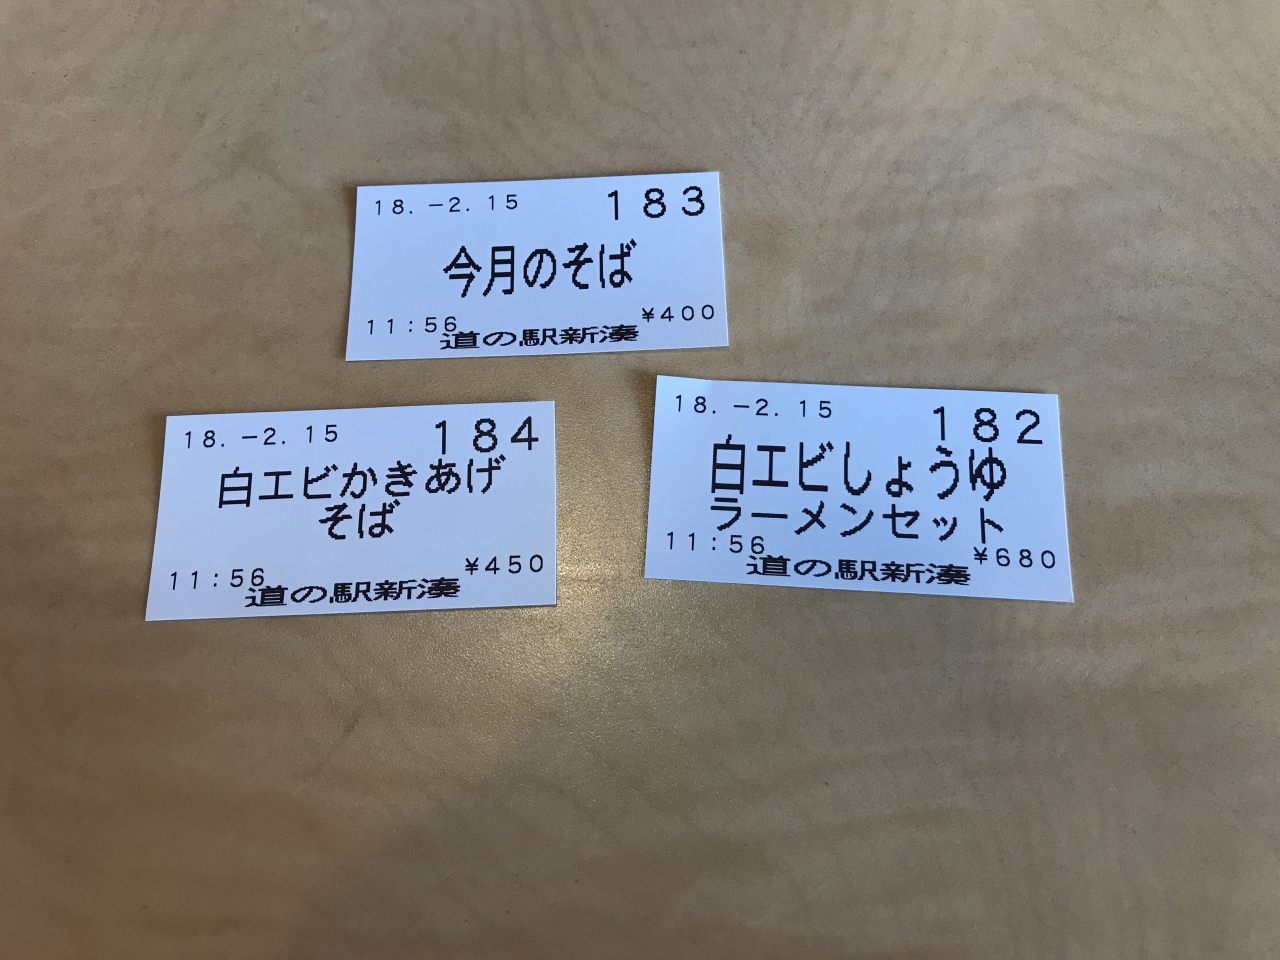 18.-2.15 183
今月のそば
¥400
11:56
道の駅新湊
18.-2.15 184
白エビかきあげ
そば
¥450
11:56
道の駅新湊
18.-2.15 182
白エビしょうゆ
ラーメンセット
11:56
¥680
道の駅新湊